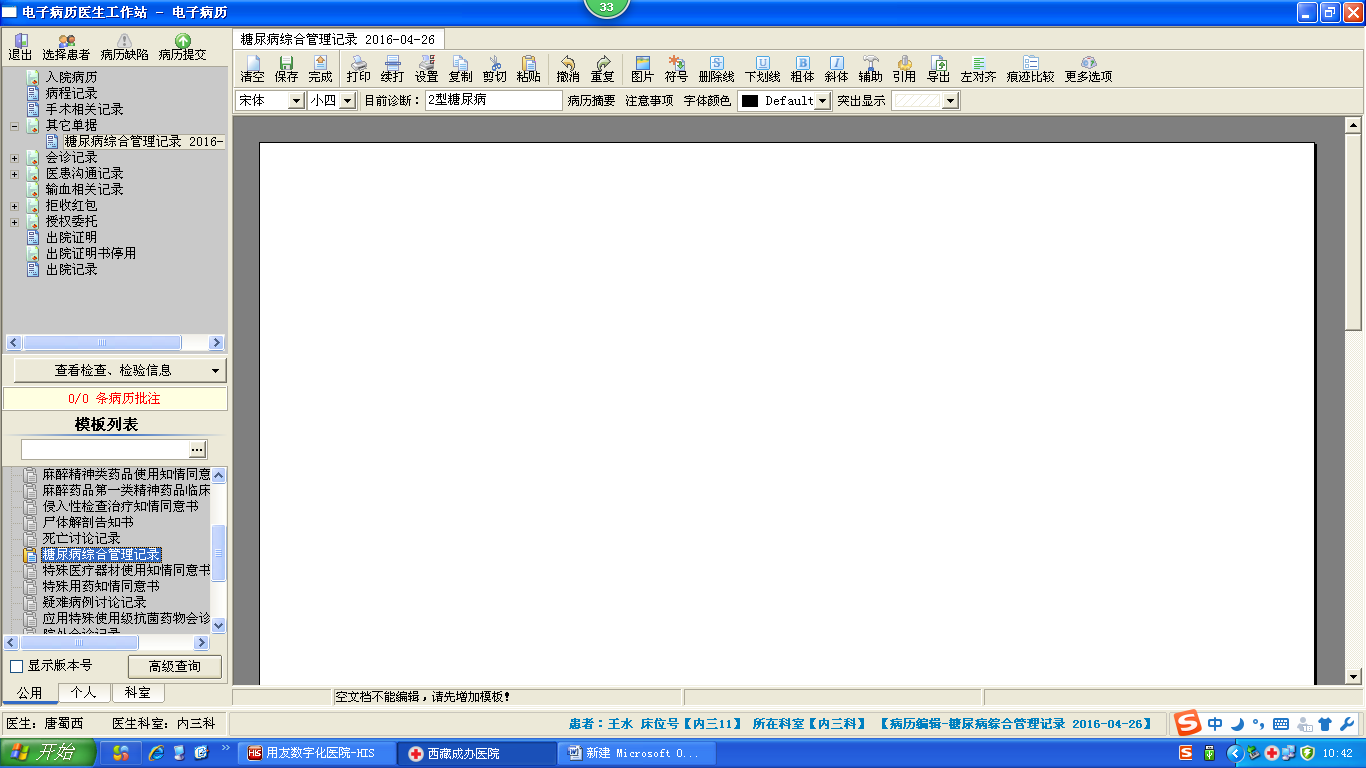 33
电子病历医生工作站 - 电子病历
退出 选择患者 病历缺陷 病历提交
入院病历
病程记录
手术相关记录
其它单据
糖尿病综合管理记录 2016-
会诊记录
医患沟通记录
输血相关记录
拒收红包
授权委托
出院证明
出院证明书停用
出院记录
查看检查、检验信息
0/0 条病历批注
模板列表
...
麻醉精神类药品使用知情同意
麻醉药品第一类精神药品临床
侵入性检查治疗知情同意书
尸体解剖告知书
死亡讨论记录
糖尿病综合管理记录
特殊医疗器材使用知情同意书
特殊用药知情同意书
疑难病例讨论记录
应用特殊使用级抗菌药物会诊
院外会诊记录
显示版本号 高级查询
公用 个人 科室
糖尿病综合管理记录 2016-04-26
清空 保存 完成 打印 续打 设置 复制 剪切 粘贴 撤消 重复 图片 符号 删除线 下划线 粗体 斜体 辅助 引用 导出 左对齐 痕迹比较 更多选项
宋体 小四 目前诊断： 2型糖尿病 病历摘要 注意事项 字体颜色 Default 突出显示
空文档不能编辑，请先增加模板！
医生：唐蜀西 医生科室：内三科 患者：王水 床位号【内三11】 所在科室【内三科】 【病历编辑-糖尿病综合管理记录 2016-04-26】 中
开始 用友数字化医院-HIS 西藏成办医院 新建 Microsoft O... 10:42